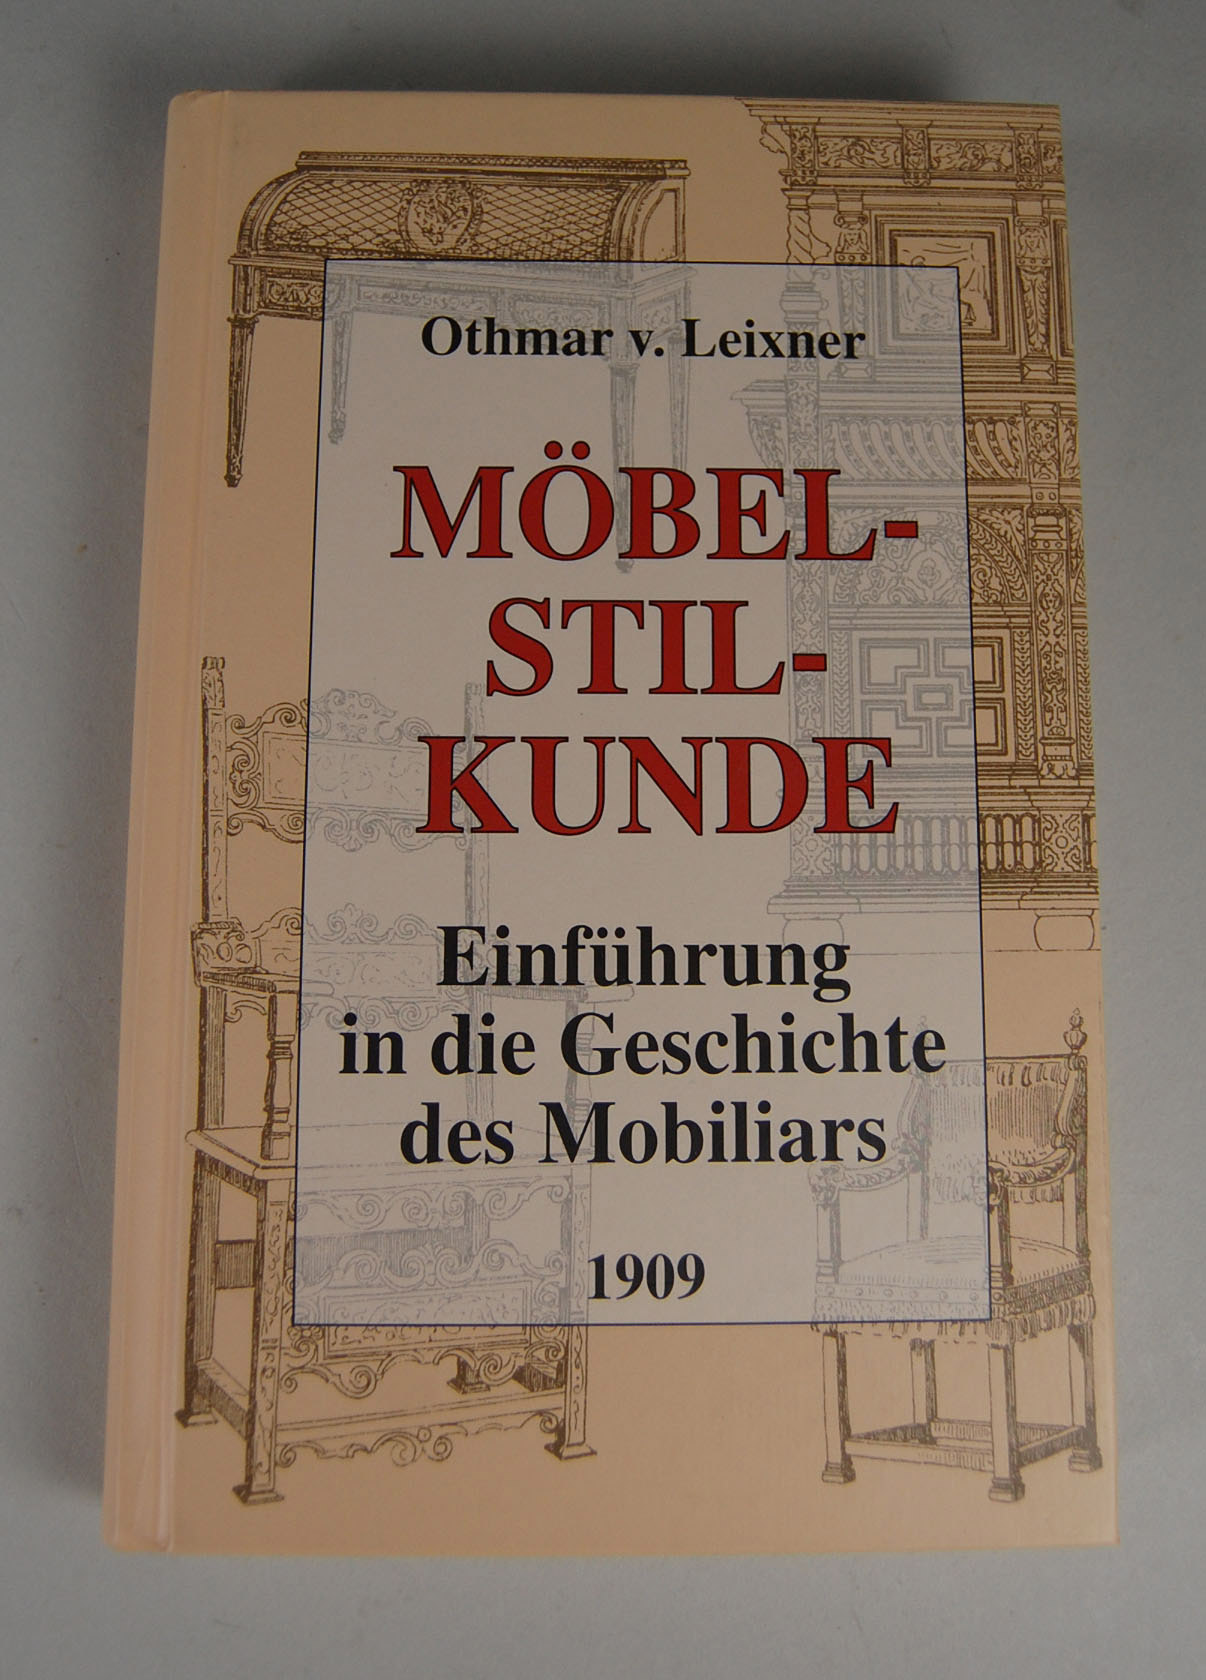 Othmar v. Leixner
MÖBEL-
STIL-
KUNDE
Einführung
in die Geschichte
des Mobiliars
1909